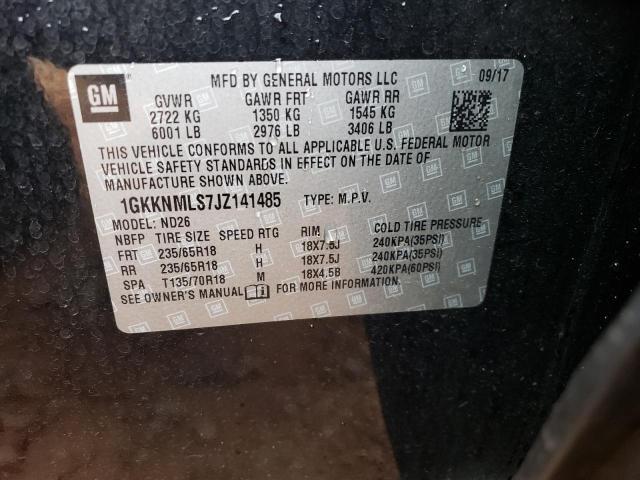 GM
MFD BY GENERAL MOTORS LLC 09/17
GVWR GAWR FRT GAWR RR
2722 KG 1350 KG 1545 KG
6001 LB 2976 LB 3406 LB
THIS VEHICLE CONFORMS TO ALL APPLICABLE U.S. FEDERAL MOTOR
VEHICLE SAFETY STANDARDS IN EFFECT ON THE DATE OF
MANUFACTURE SHOWN ABOVE.
1GKKNMLS7JZ141485 TYPE: M.P.V.
MODEL: ND26
NBFP TIRE SIZE SPEED RTG RIM COLD TIRE PRESSURE
FRT 235/65R18 H 18X7.5J 240KPA(35PSI)
RR 235/65R18 H 18X7.5J 240KPA(35PSI)
SPA T135/70R18 M 18X4.5B 420KPA(60PSI)
SEE OWNER'S MANUAL FOR MORE INFORMATION